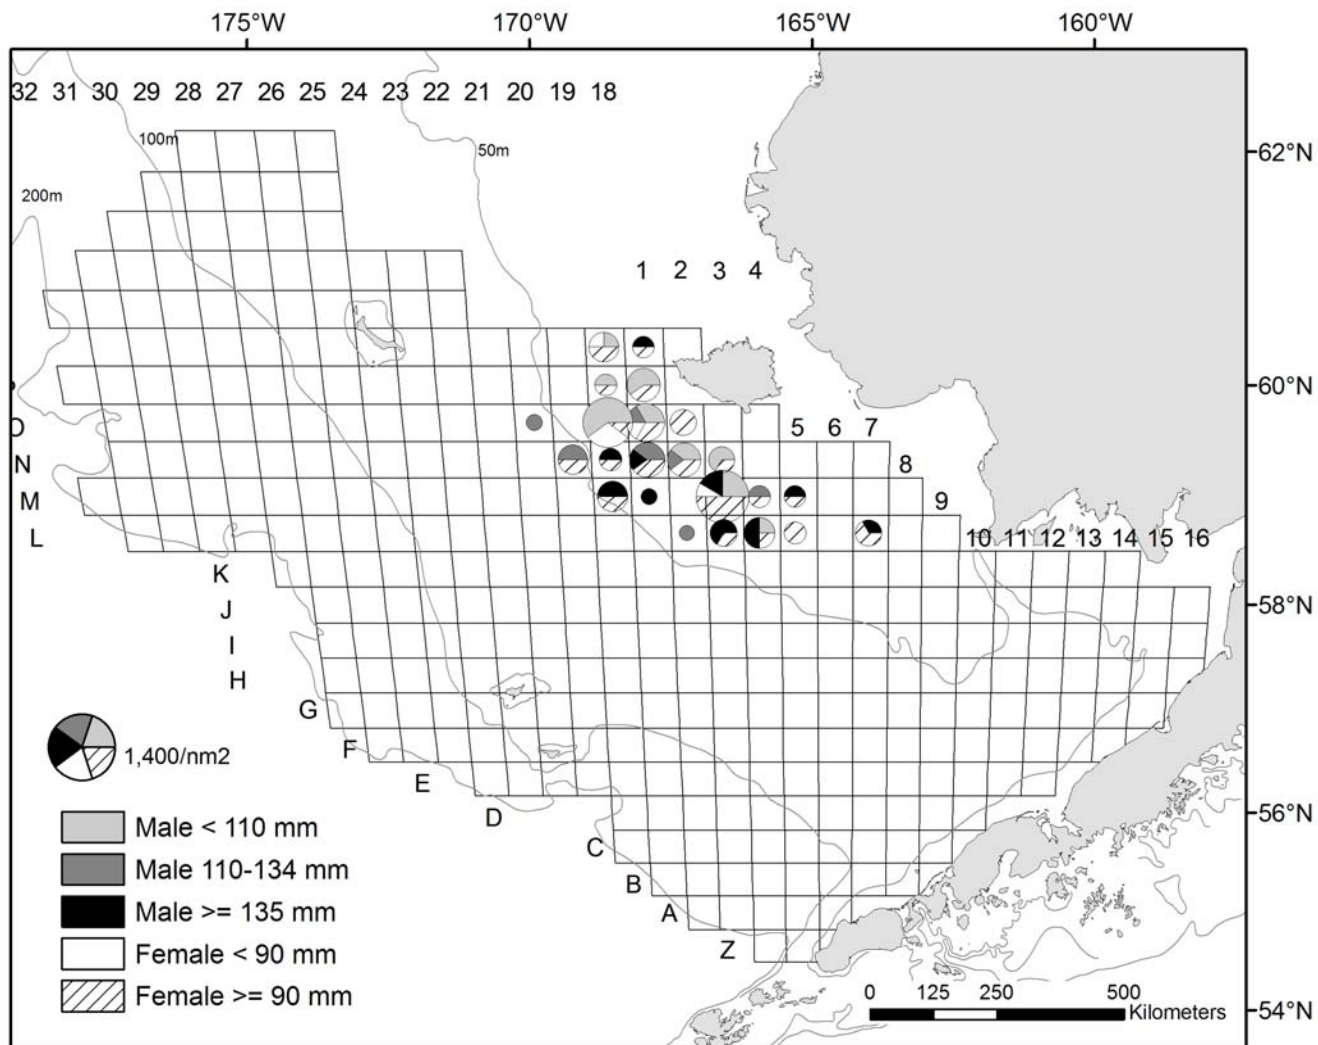 175°W 170°W 165°W 160°W
32 31 30 29 28 27 26 25 24 23 22 21 20 19 18
100m
50m
62°N
200m
1 2 3 4
60°N
O
5 6 7
N
8
M
9
L
10 11 12 13 14 15 16
K
J
58°N
I
H
G
F
1,400/nm2
E
D
56°N
Male < 110 mm
C
Male 110-134 mm
B
Male >= 135 mm
A
Female < 90 mm
Z
Female >= 90 mm
0 125 250 500
Kilometers
54°N